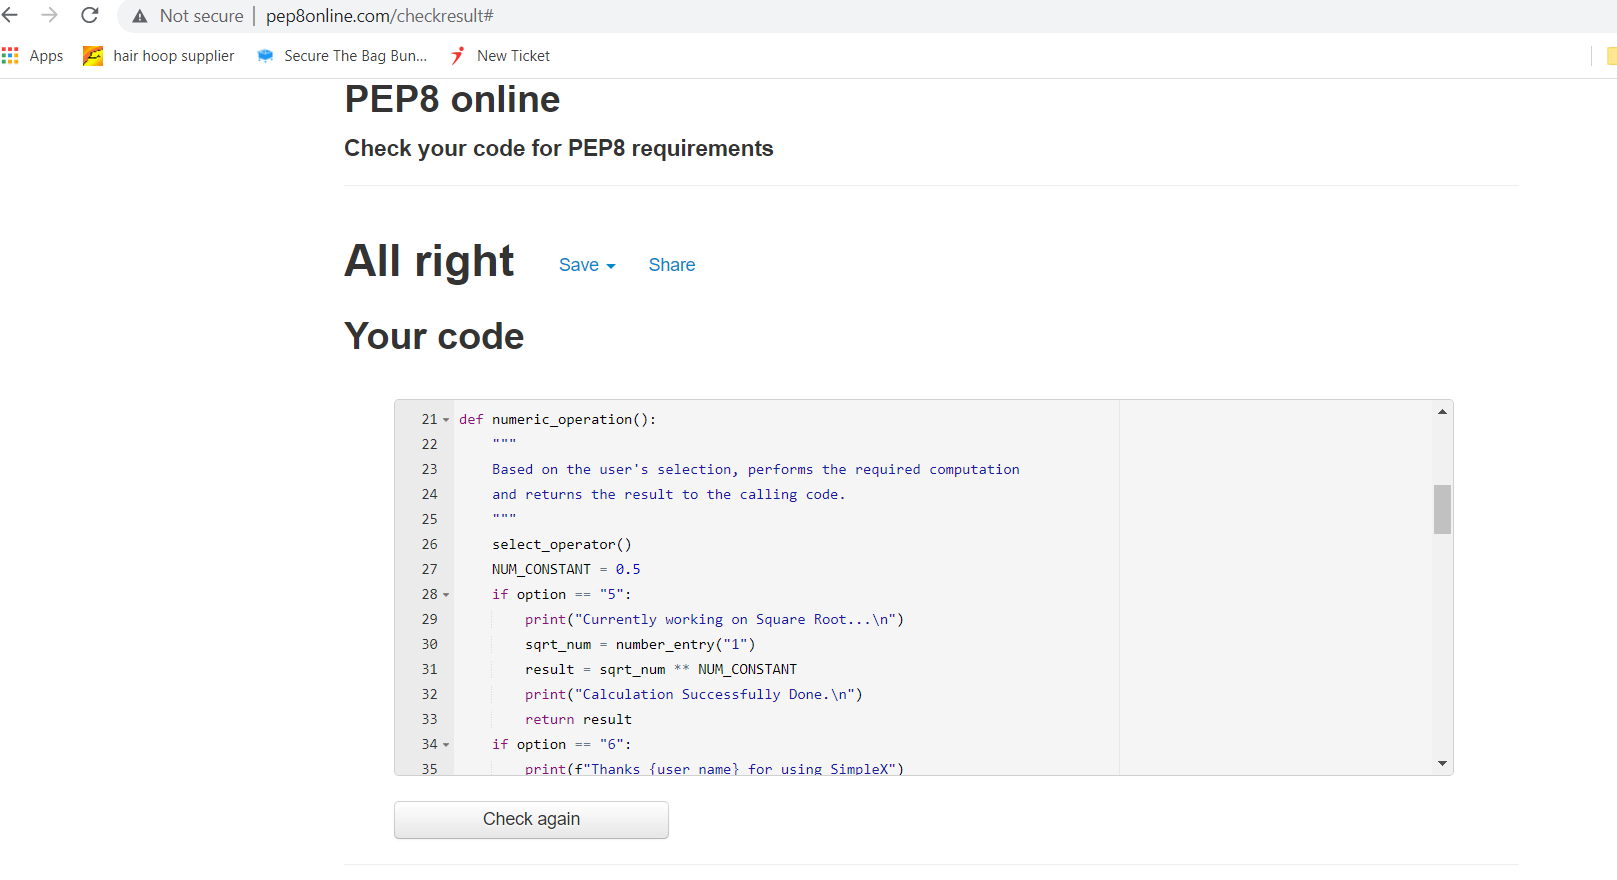 Not secure | pep8online.com/checkresult#
Apps hair hoop supplier Secure The Bag Bun... New Ticket
PEP8 online
Check your code for PEP8 requirements
All right Save Share
Your code
21 def numeric_operation():
22 """
23 Based on the user's selection, performs the required computation
24 and returns the result to the calling code.
25 """
26 select_operator()
27 NUM_CONSTANT = 0.5
28 if option == "5":
29 print("Currently working on Square Root...\n")
30 sqrt_num = number_entry("1")
31 result = sqrt_num ** NUM_CONSTANT
32 print("Calculation Successfully Done.\n")
33 return result
34 if option == "6":
35 print(f"Thanks {user_name} for using SimpleX")
Check again